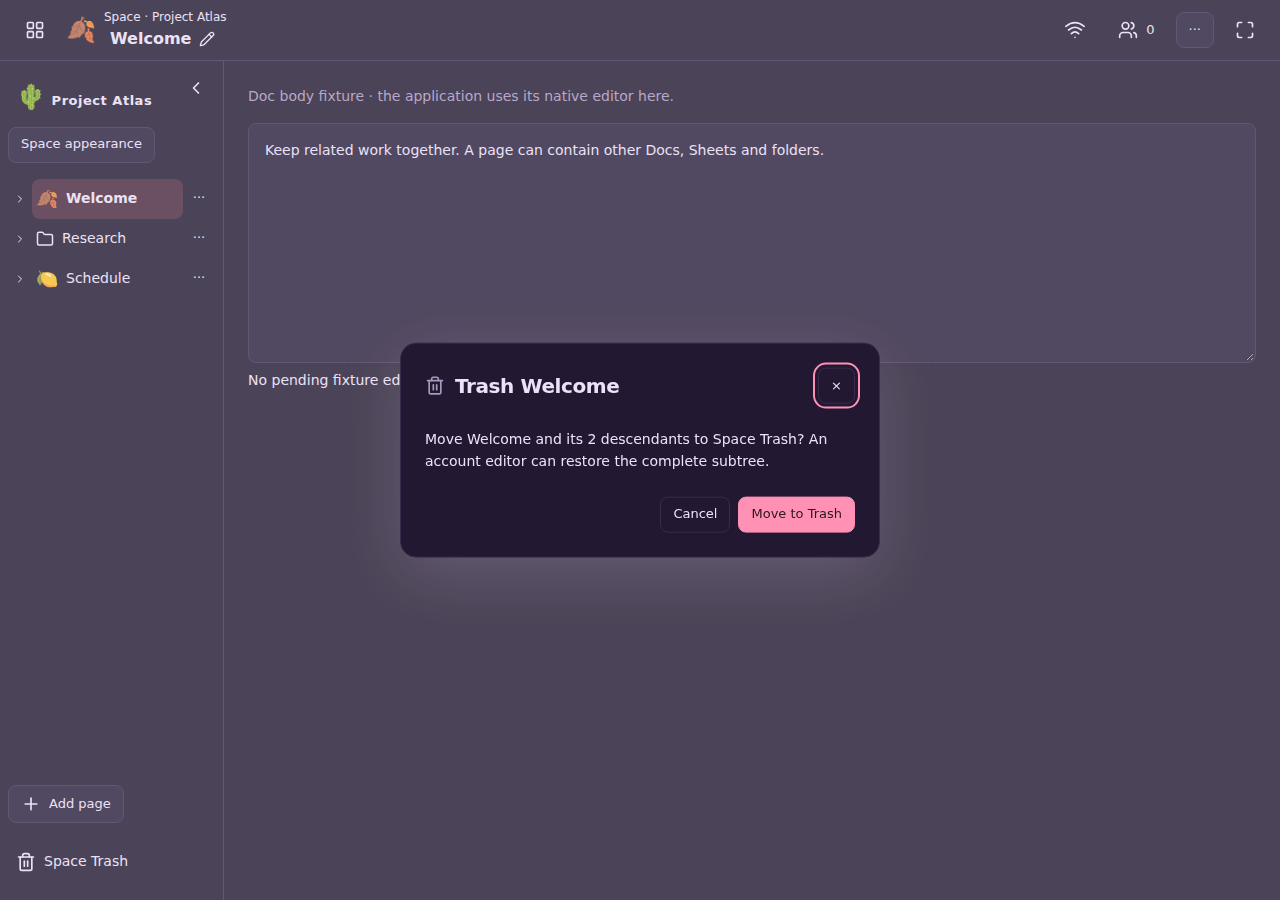 Space · Project Atlas
Welcome
0
...
Project Atlas
Space appearance
Welcome
...
Research
...
Schedule
...
Add page
Space Trash
Doc body fixture · the application uses its native editor here.
Keep related work together. A page can contain other Docs, Sheets and folders.
No pending fixture ed
Trash Welcome
×
Move Welcome and its 2 descendants to Space Trash? An
account editor can restore the complete subtree.
Cancel
Move to Trash